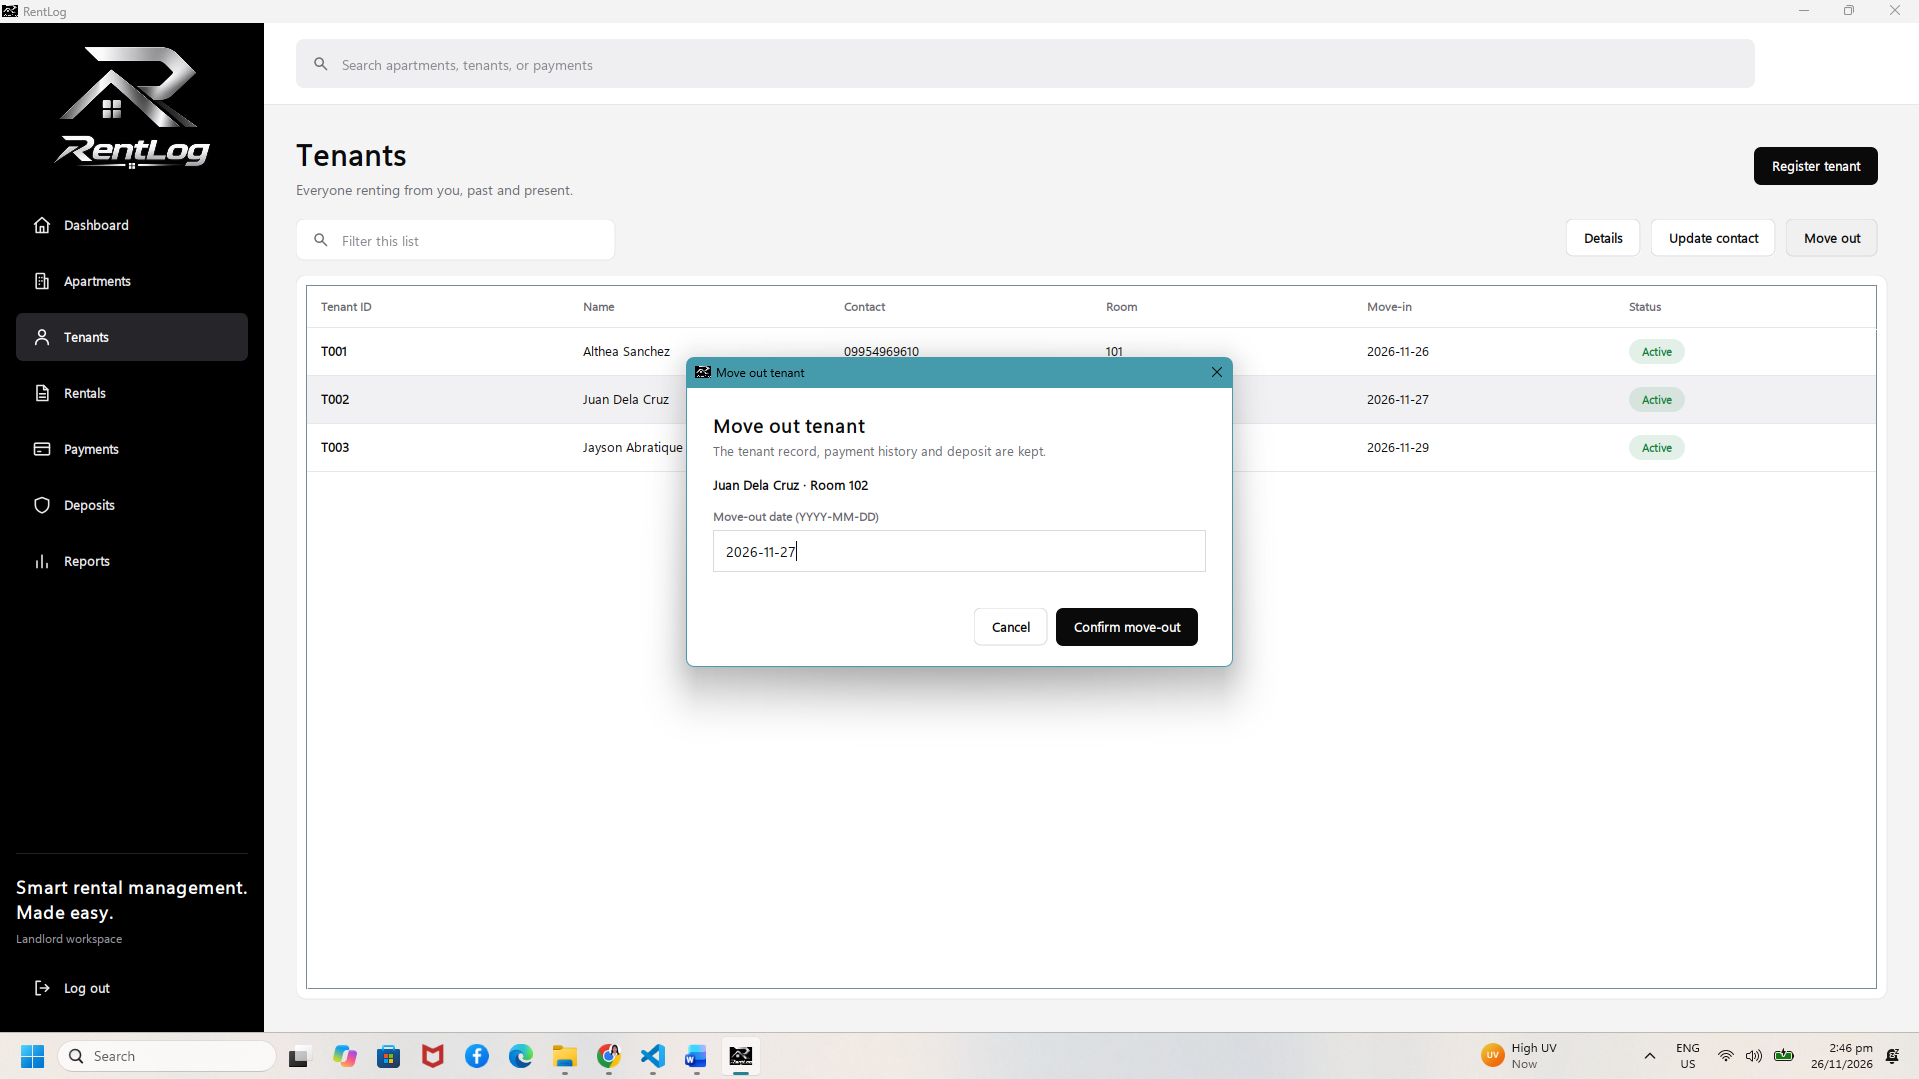 RentLog
RentLog
Search apartments, tenants, or payments
Tenants
Everyone renting from you, past and present.
Register tenant
Dashboard
Apartments
Tenants
Rentals
Payments
Deposits
Reports
Filter this list
Details
Update contact
Move out
Tenant ID Name Contact Room Move-in Status
T001 Althea Sanchez 09954969610 101 2026-11-26 Active
T002 Juan Dela Cruz 2026-11-27 Active
T003 Jayson Abratique 2026-11-29 Active
Move out tenant
Move out tenant
The tenant record, payment history and deposit are kept.
Juan Dela Cruz · Room 102
Move-out date (YYYY-MM-DD)
2026-11-27
Cancel
Confirm move-out
Smart rental management.
Made easy.
Landlord workspace
Log out
Search
UV
High UV
Now
ENG
US
2:46 pm
26/11/2026